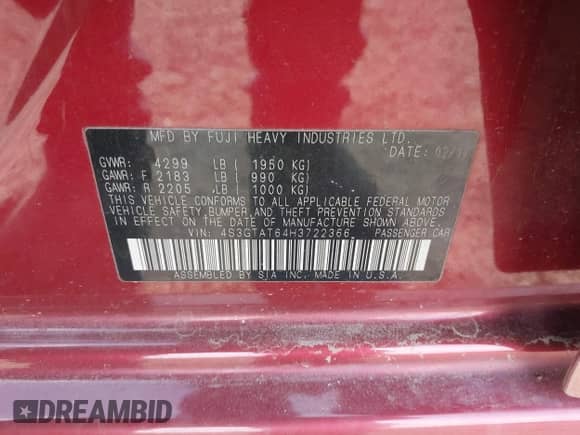 MFD BY FUJI HEAVY INDUSTRIES LTD.
DATE: 02/17
GVWR: 4299 LB ( 1950 KG)
GAWR: F 2183 LB ( 990 KG)
GAWR: R 2205 LB ( 1000 KG)
THIS VEHICLE CONFORMS TO ALL APPLICABLE FEDERAL MOTOR
VEHICLE SAFETY, BUMPER, AND THEFT PREVENTION STANDARDS
IN EFFECT ON THE DATE OF MANUFACTURE SHOWN ABOVE.
VIN: 4S3GTAT64H3722366 PASSENGER CAR
ASSEMBLED BY SIA INC. MADE IN U.S.A.
DREAMBID